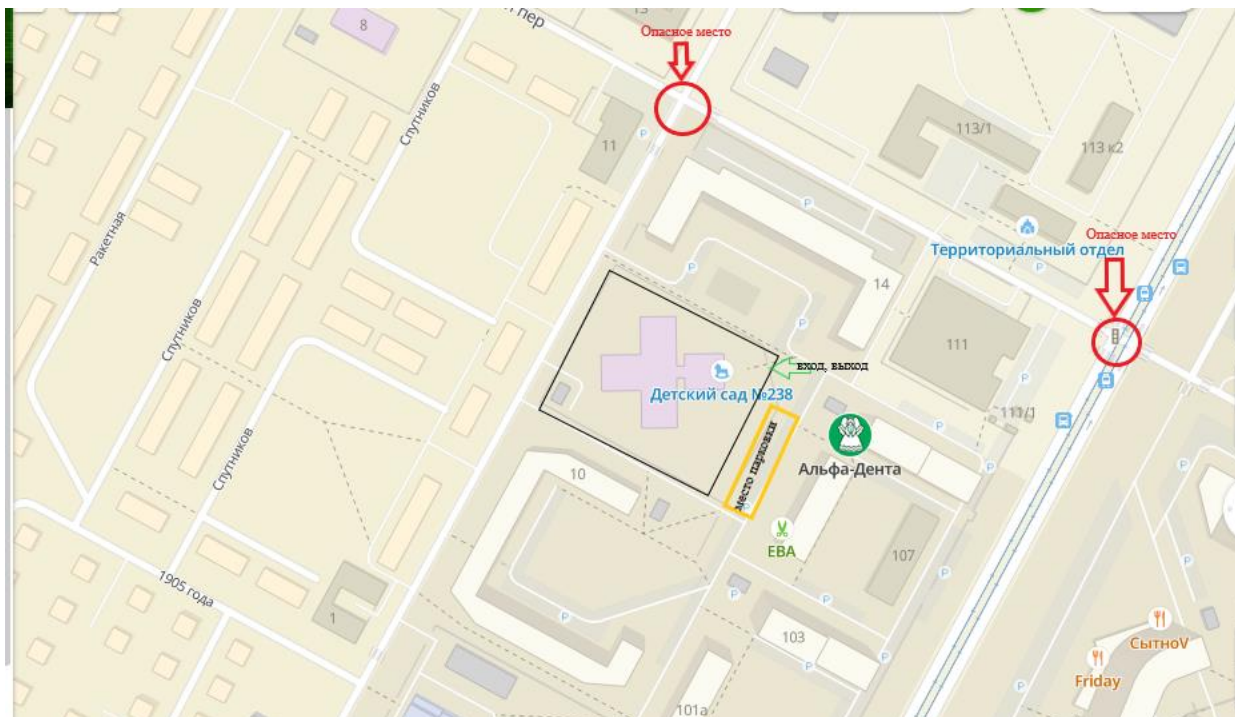 8
13
пер
Опасное место
Спутников
113/1
113 к2
11
Опасное место
Территориальный отдел
Ракетная
14
Спутников
111
вход, выход
Детский сад №238
111/1
место парковки
Альфа-Дента
Спутников
10
ЕВА
107
1905 года
1
103
СытноV
Friday
101а